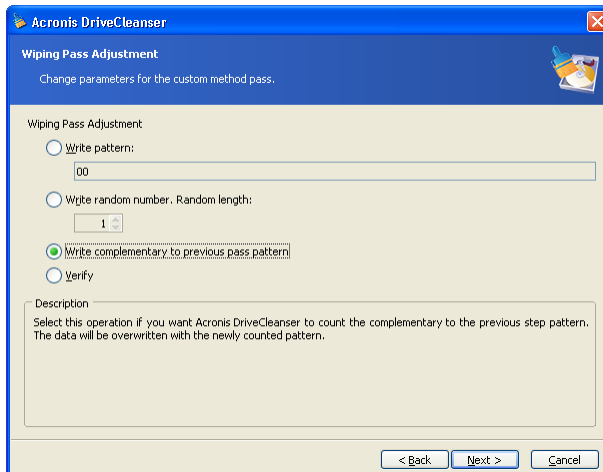 Acronis DriveCleanser
Wiping Pass Adjustment
Change parameters for the custom method pass.
Wiping Pass Adjustment
Write pattern:
00
Write random number. Random length:
1
Write complementary to previous pass pattern
Verify
Description
Select this operation if you want Acronis DriveCleanser to count the complementary to the previous step pattern.
The data will be overwritten with the newly counted pattern.
< Back Next > Cancel